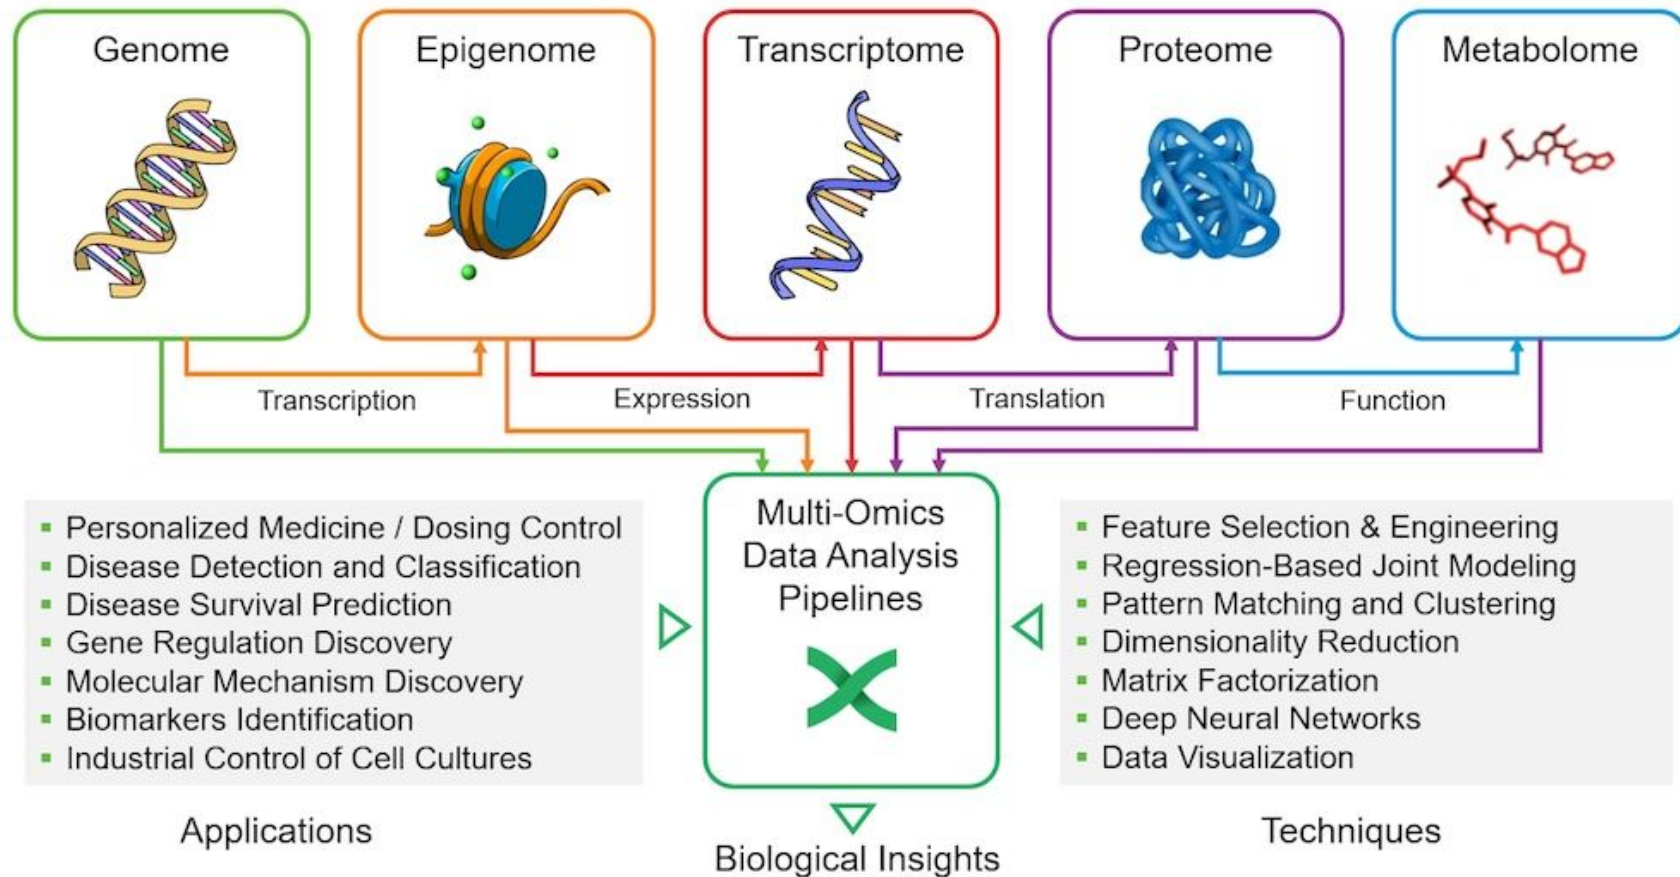 Genome
Epigenome
Transcriptome
Proteome
Metabolome
Transcription
Expression
Translation
Function
Personalized Medicine / Dosing Control
Disease Detection and Classification
Disease Survival Prediction
Gene Regulation Discovery
Molecular Mechanism Discovery
Biomarkers Identification
Industrial Control of Cell Cultures
Applications
Multi-Omics
Data Analysis
Pipelines
Biological Insights
Feature Selection & Engineering
Regression-Based Joint Modeling
Pattern Matching and Clustering
Dimensionality Reduction
Matrix Factorization
Deep Neural Networks
Data Visualization
Techniques